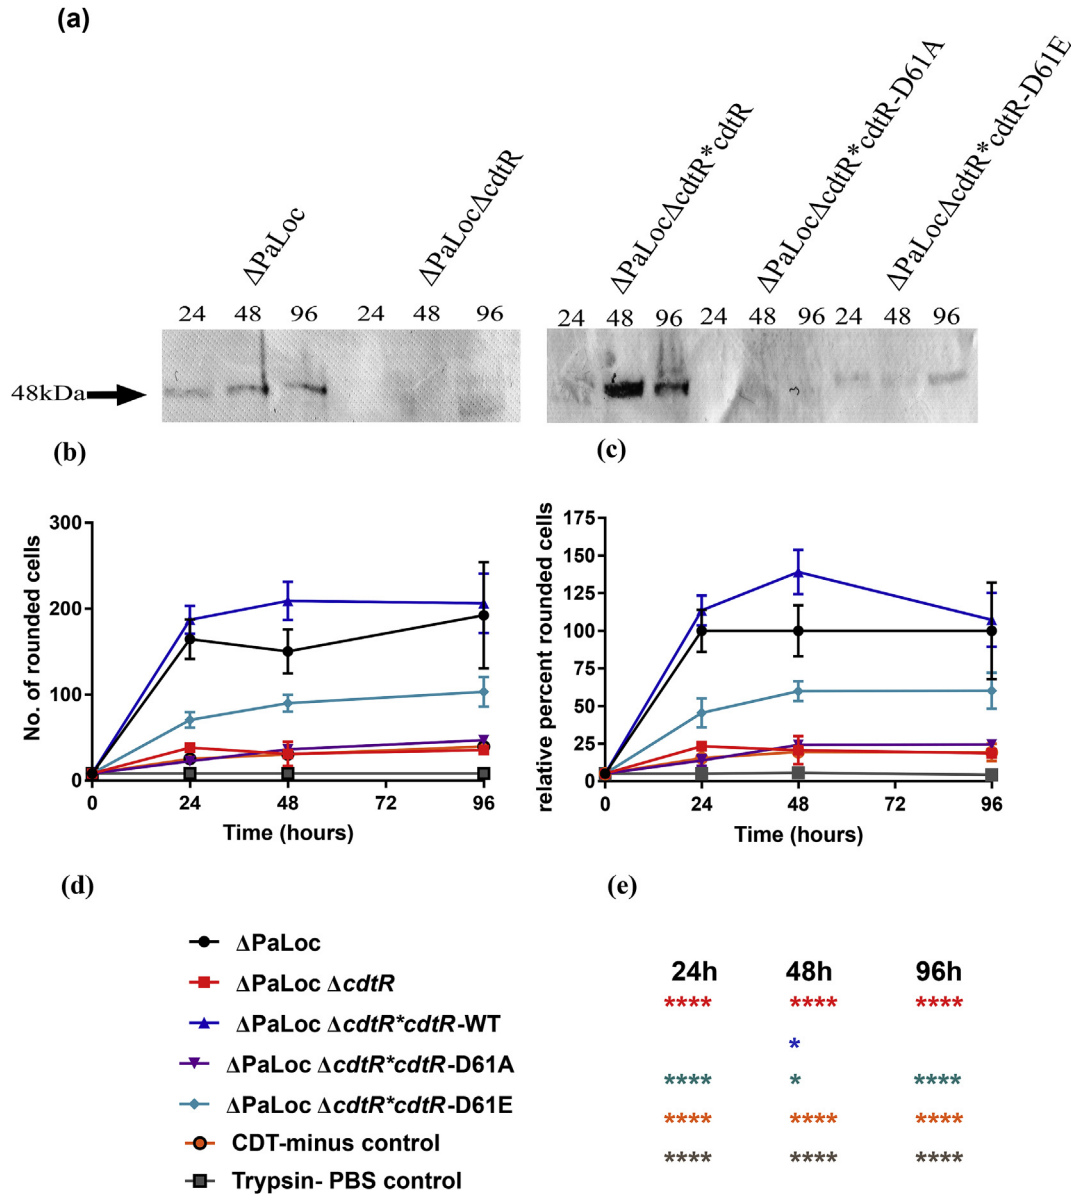 (a)
ΔPaLoc
ΔPaLocΔcdtR
ΔPaLocΔcdtR*cdtR
ΔPaLocΔcdtR*cdtR-D61A
ΔPaLocΔcdtR*cdtR-D61E
24 48 96 24 48 96
24 48 96 24 48 96 24 48 96
48kDa
(b)
(c)
No. of rounded cells
300
200
100
0
0 24 48 72 96
Time (hours)
relative percent rounded cells
175
150
125
100
75
50
25
0
0 24 48 72 96
Time (hours)
(d)
(e)
ΔPaLoc
ΔPaLoc ΔcdtR
ΔPaLoc ΔcdtR*cdtR-WT
ΔPaLoc ΔcdtR*cdtR-D61A
ΔPaLoc ΔcdtR*cdtR-D61E
CDT-minus control
Trypsin- PBS control
24h 48h 96h
**** **** ****
*
**** * ****
**** **** ****
**** **** ****